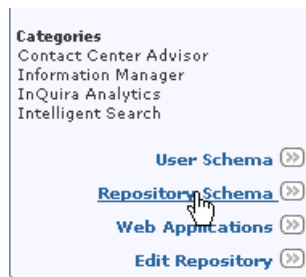 Categories
Contact Center Advisor
Information Manager
InQuira Analytics
Intelligent Search
User Schema
Repository Schema
Web Applications
Edit Repository